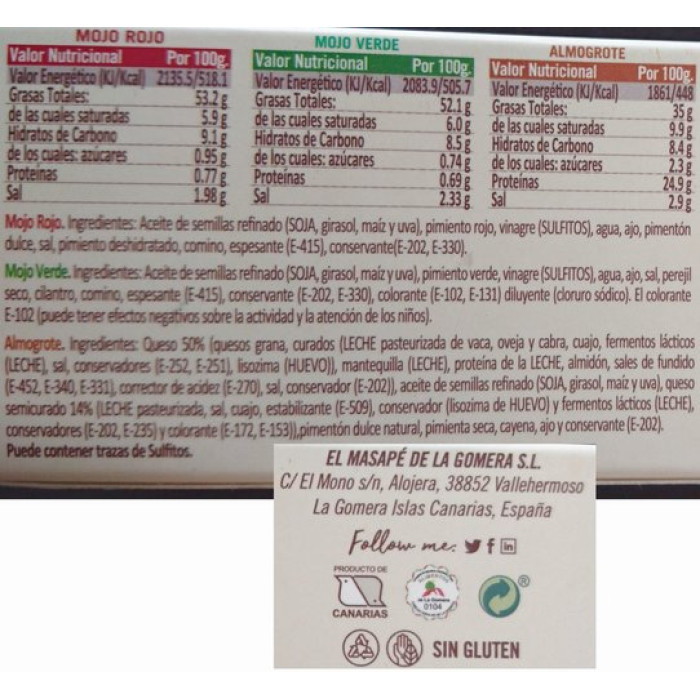 MOJO ROJO
Valor Nutricional Por 100g.
Valor Energético (KJ/Kcal) 2135.5/518.1
Grasas Totales: 53.2 g
de las cuales saturadas 5.9 g
Hidratos de Carbono 9.1 g
de los cuales: azúcares 0.95 g
Proteínas 0.77 g
Sal 1.98 g
MOJO VERDE
Valor Nutricional Por 100g.
Valor Energético (KJ/Kcal) 2083.9/505.7
Grasas Totales: 52.1 g
de las cuales saturadas 6.0 g
Hidratos de Carbono 8.5 g
de los cuales: azúcares 0.74 g
Proteínas 0.69 g
Sal 2.33 g
ALMOGROTE
Valor Nutricional Por 100g.
Valor Energético (KJ/Kcal) 1861/448
Grasas Totales: 35 g
de las cuales saturadas 9.9 g
Hidratos de Carbono 8.4 g
de los cuales: azúcares 2.3 g
Proteínas 24.9 g
Sal 2.9 g
Mojo Rojo. Ingredientes: Aceite de semillas refinado (SOJA, girasol, maíz y uva), pimiento rojo, vinagre (SULFITOS), agua, ajo, pimentón
dulce, sal, pimiento deshidratado, comino, espesante (E-415), conservante(E-202, E-330).
Mojo Verde. Ingredientes: Aceite de semillas refinado (SOJA, girasol, maíz y uva), pimiento verde, vinagre (SULFITOS), agua, ajo, sal, perejil
seco, cilantro, comino, espesante (E-415), conservante (E-202, E-330), colorante (E-102, E-131) diluyente (cloruro sódico). El colorante
E-102 (puede tener efectos negativos sobre la actividad y la atención de los niños).
Almogrote. Ingredientes: Queso 50% (quesos grana, curados (LECHE pasteurizada de vaca, oveja y cabra, cuajo, fermentos lácticos
(LECHE), sal, conservadores (E-252, E-251), lisozima (HUEVO)), mantequilla (LECHE), proteína de la LECHE, almidón, sales de fundido
(E-452, E-340, E-331), corrector de acidez (E-270), sal, conservador (E-202)), aceite de semillas refinado (SOJA, girasol, maíz y uva), queso
semicurado 14% (LECHE pasteurizada, sal, cuajo, estabilizante (E-509), conservador (lisozima de HUEVO) y fermentos lácticos (LECHE),
conservadores (E-202, E-235) y colorante (E-172, E-153)),pimentón dulce natural, pimienta seca, cayena, ajo y conservante (E-202).
Puede contener trazas de Sulfitos.
EL MASAPÉ DE LA GOMERA S.L.
C/ El Mono s/n, Alojera, 38852 Vallehermoso
La Gomera Islas Canarias, España
Follow me: f in
PRODUCTO DE
CANARIAS
ALIMENTOS
de La Gomera
0104
®
SIN GLUTEN